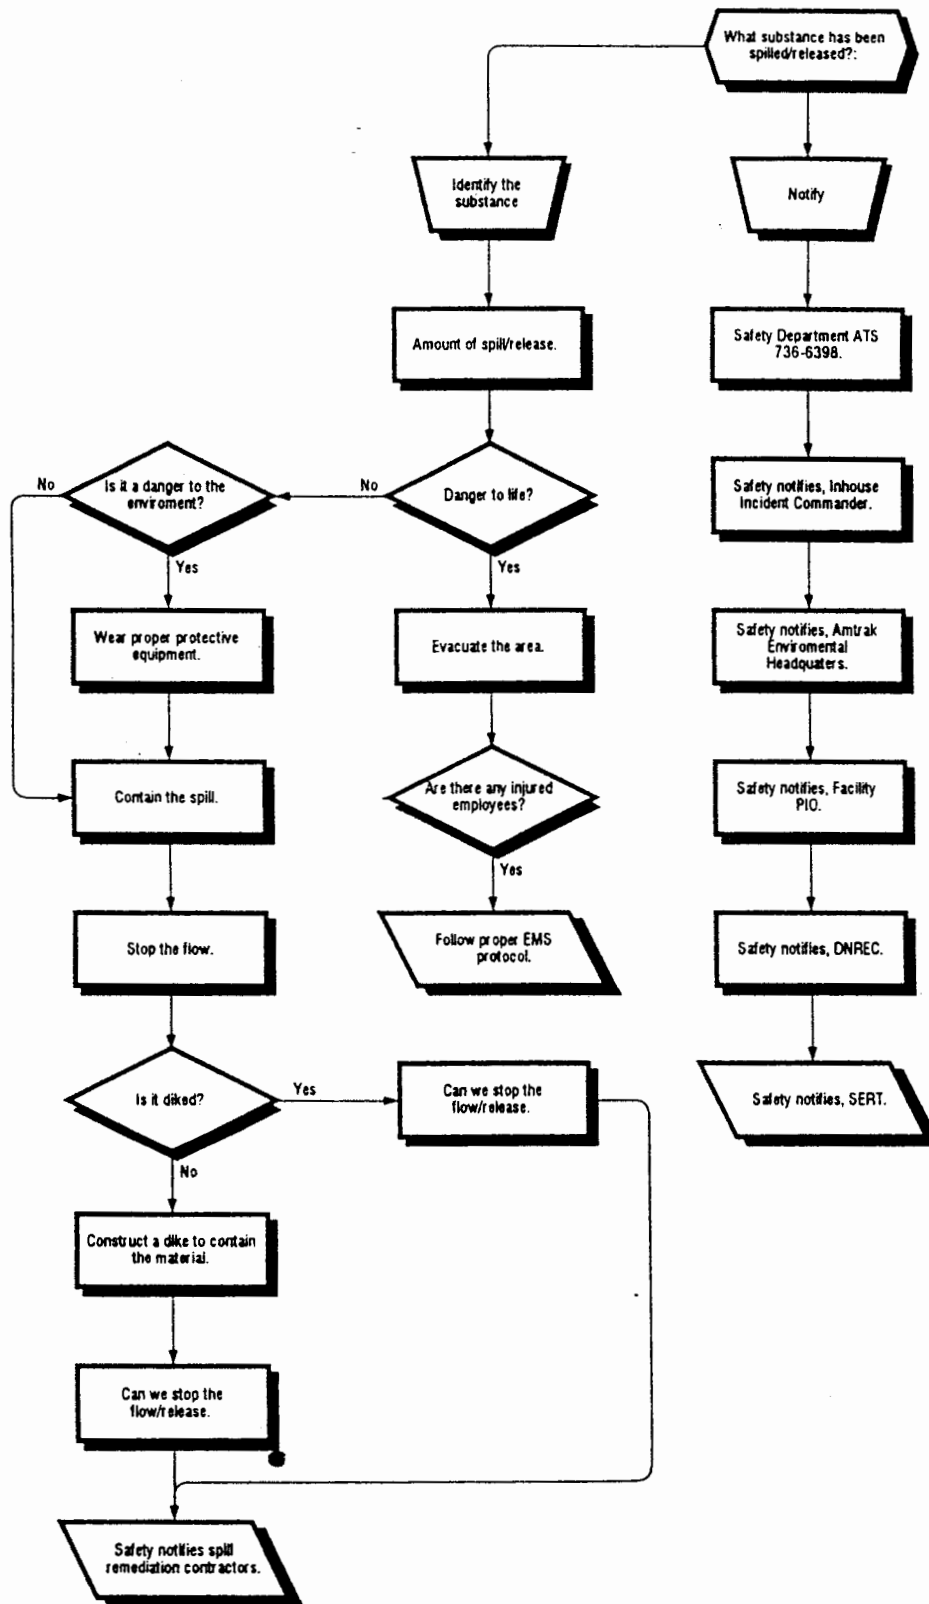 What substance has been
spilled/released?:
Identify the
substance
Notify
Amount of spill/release.
Safety Department ATS
736-6398.
No
Is it a danger to the
enviroment?
No
Danger to life?
Safety notifies, Inhouse
Incident Commander.
Yes
Yes
Wear proper protective
equipment.
Evacuate the area.
Safety notifies, Amtrak
Enviromental
Headquaters.
Contain the spill.
Are there any injured
employees?
Safety notifies, Facility
PIO.
Yes
Stop the flow.
Follow proper EMS
protocol.
Safety notifies, DNREC.
Is it diked?
Yes
Can we stop the
flow/release.
Safety notifies, SERT.
No
Construct a dike to contain
the material.
Can we stop the
flow/release.
Safety notifies spill
remediation contractors.